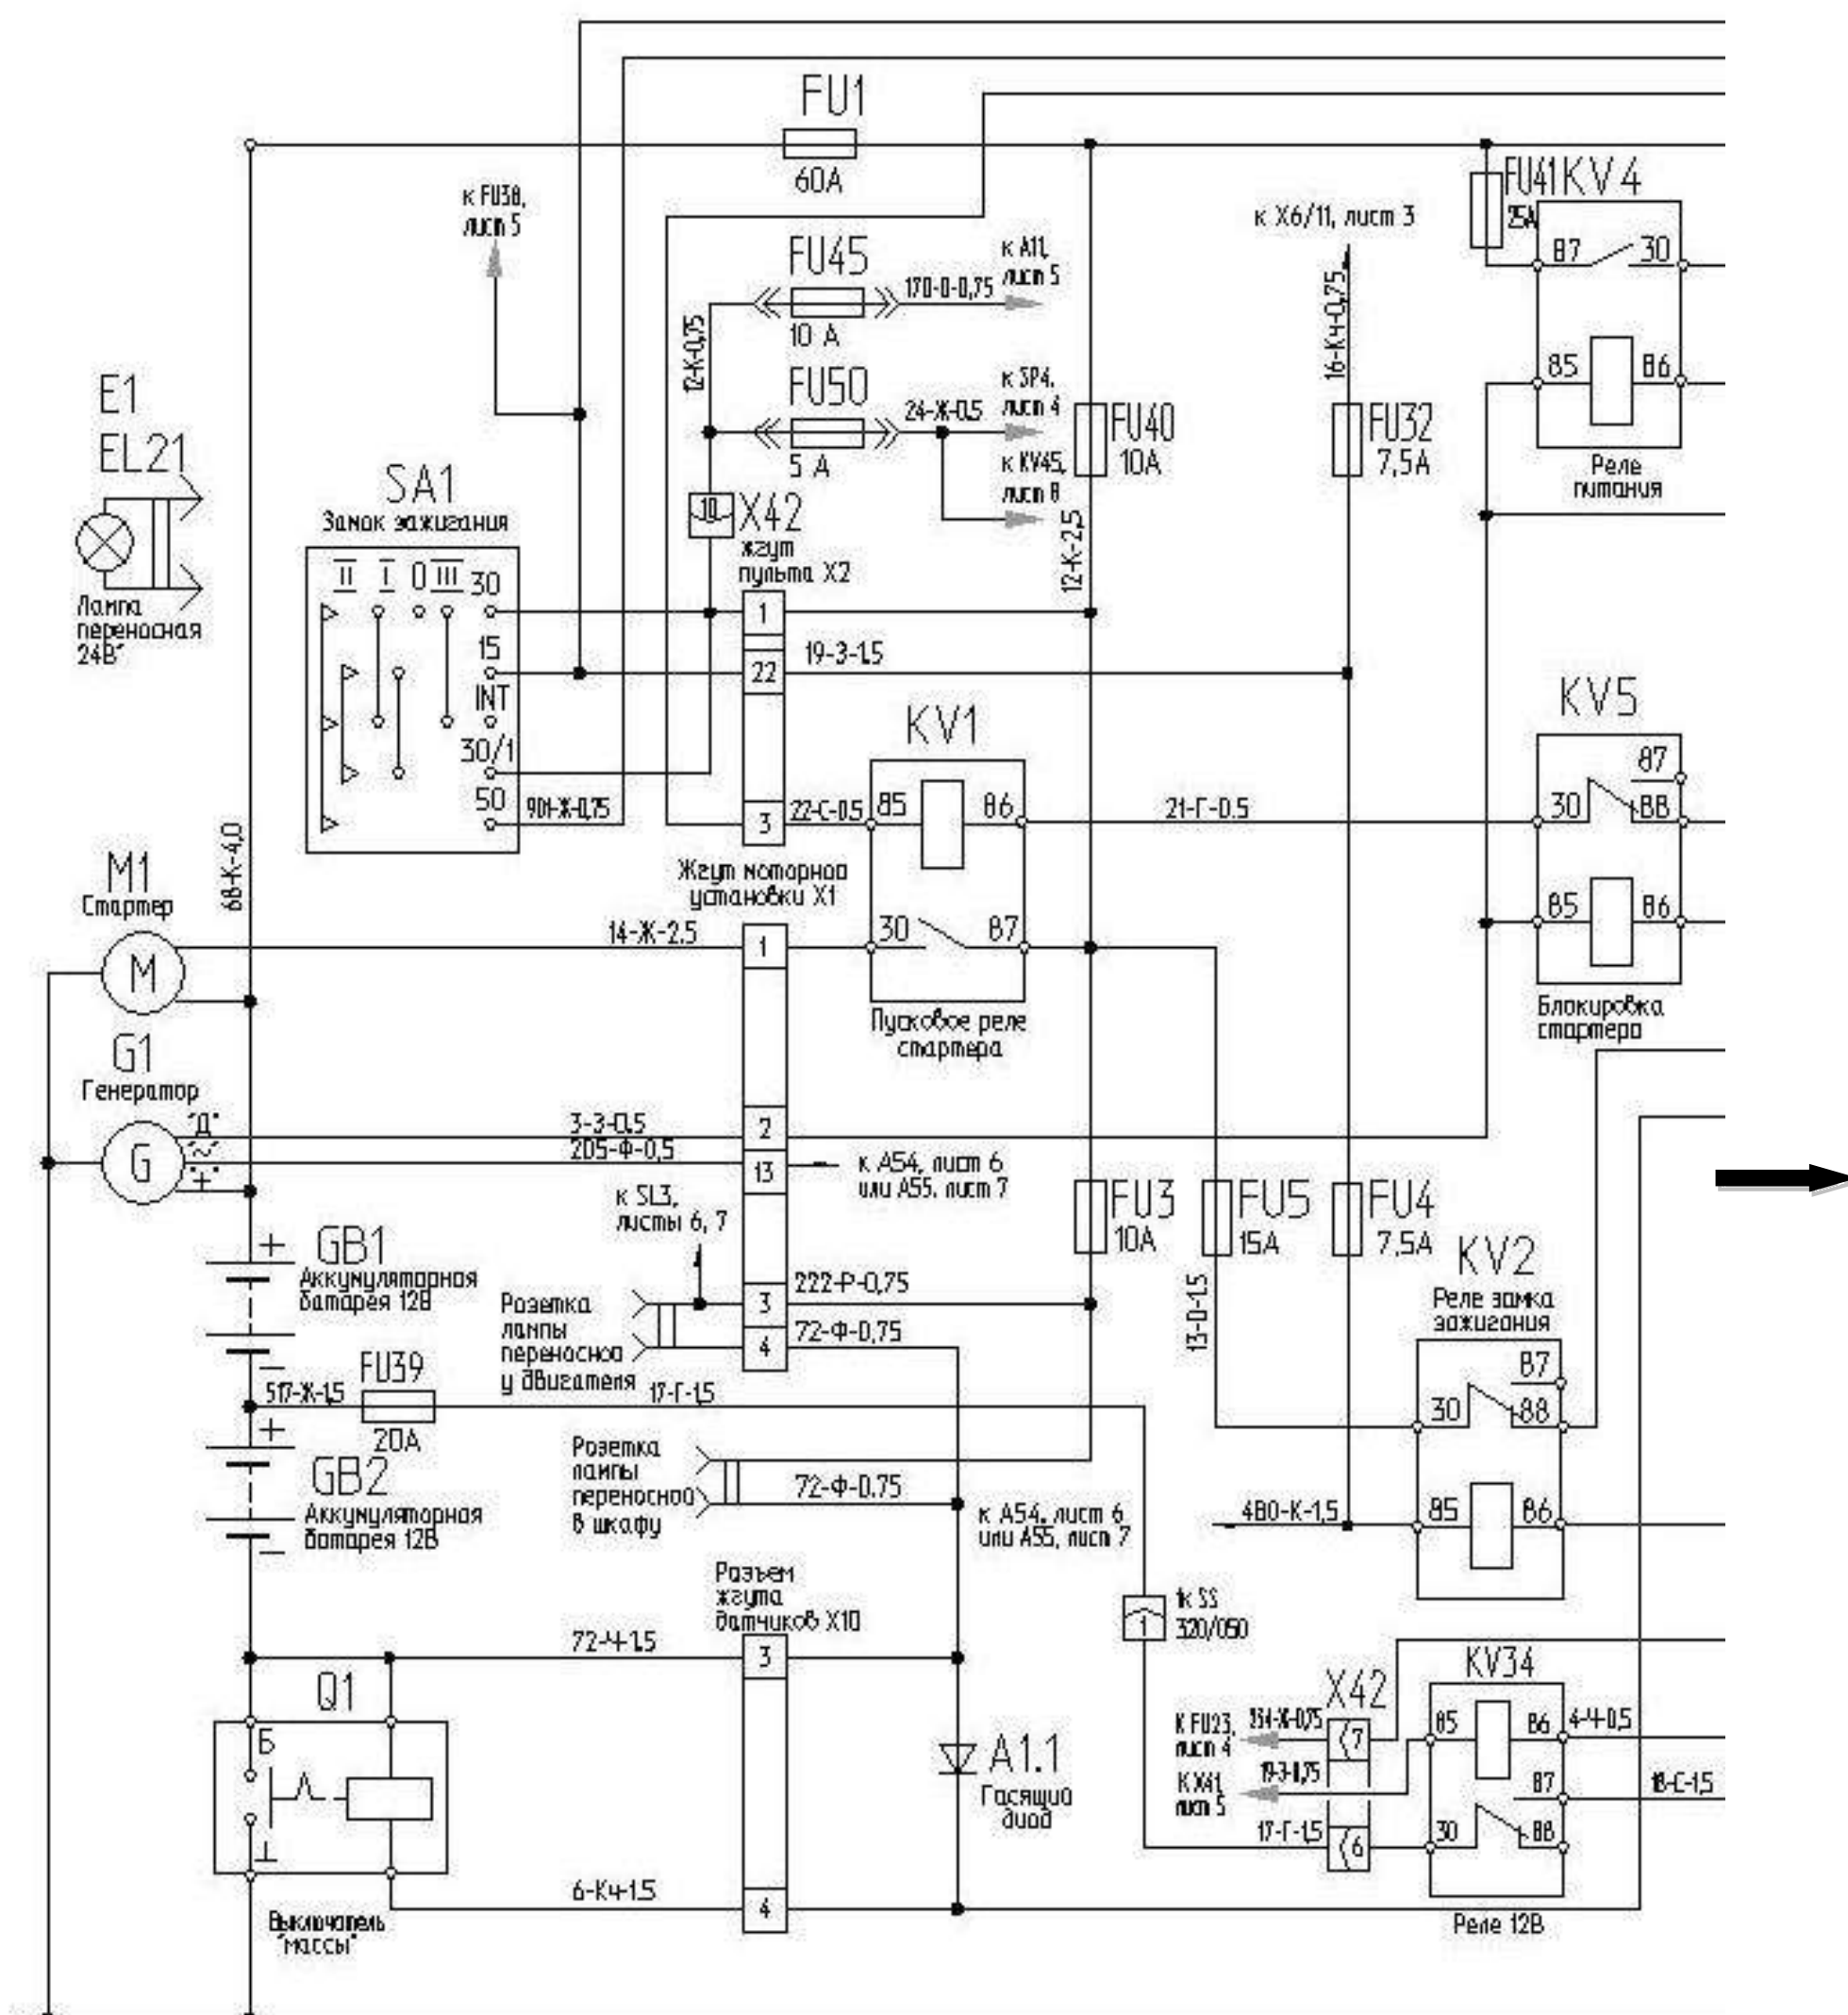 FU1
60A
к FU38,
лист 5
FU41
25A
KV4
87
30
85
86
Реле
питания
к X6/11, лист 3
16-Кч-0,75
FU32
7,5A
FU45
10 A
170-0-0,75
к A11,
лист 5
12-К-0,75
FU50
5 A
24-Ж-0.5
к SP4,
лист 4
к KV45,
лист 8
FU40
10A
12-К-2,5
E1
EL21
Лампа
переносная
24В
SA1
Замок зажигания
II
I
0
III
30
15
INT
30/1
50
901-Ж-0,75
10
X42
жгут
пульта X2
1
22
3
19-З-1.5
22-С-0.5
KV1
85
86
30
87
Пусковое реле
стартера
21-Г-0.5
KV5
87
30
88
85
86
Блокировка
стартера
68-К-4,0
M1
Стартер
M
14-Ж-2.5
Жгут моторной
установки X1
1
2
13
3
4
G1
Генератор
G
"Д"
"~"
"+"
3-З-0.5
205-Ф-0,5
к A54, лист 6
или A55, лист 7
к SL3,
листы 6, 7
222-Р-0,75
72-Ф-0,75
Розетка
лампы
переносной
у двигателя
FU3
10A
FU5
15A
13-0-1.5
FU4
7,5A
KV2
Реле замка
зажигания
87
30
88
85
86
480-К-1,5
+
GB1
Аккумуляторная
батарея 12В
–
517-Ж-1,5
FU39
20A
17-Г-1,5
+
GB2
Аккумуляторная
батарея 12В
–
Розетка
лампы
переносной
в шкафу
72-Ф-0.75
к A54, лист 6
или A55, лист 7
Разъем
жгута
датчиков X10
3
4
72-Ч-1.5
6-Кч-1.5
Q1
Б
Выключатель
"массы"
A1.1
Гасящий
диод
1
к SS
320/050
X42
7
6
К FU23,
лист 4
К X41,
лист 5
19-З-0,75
17-Г-1,5
KV34
85
86
87
30
88
4-Ч-0,5
18-С-1,5
Реле 12В